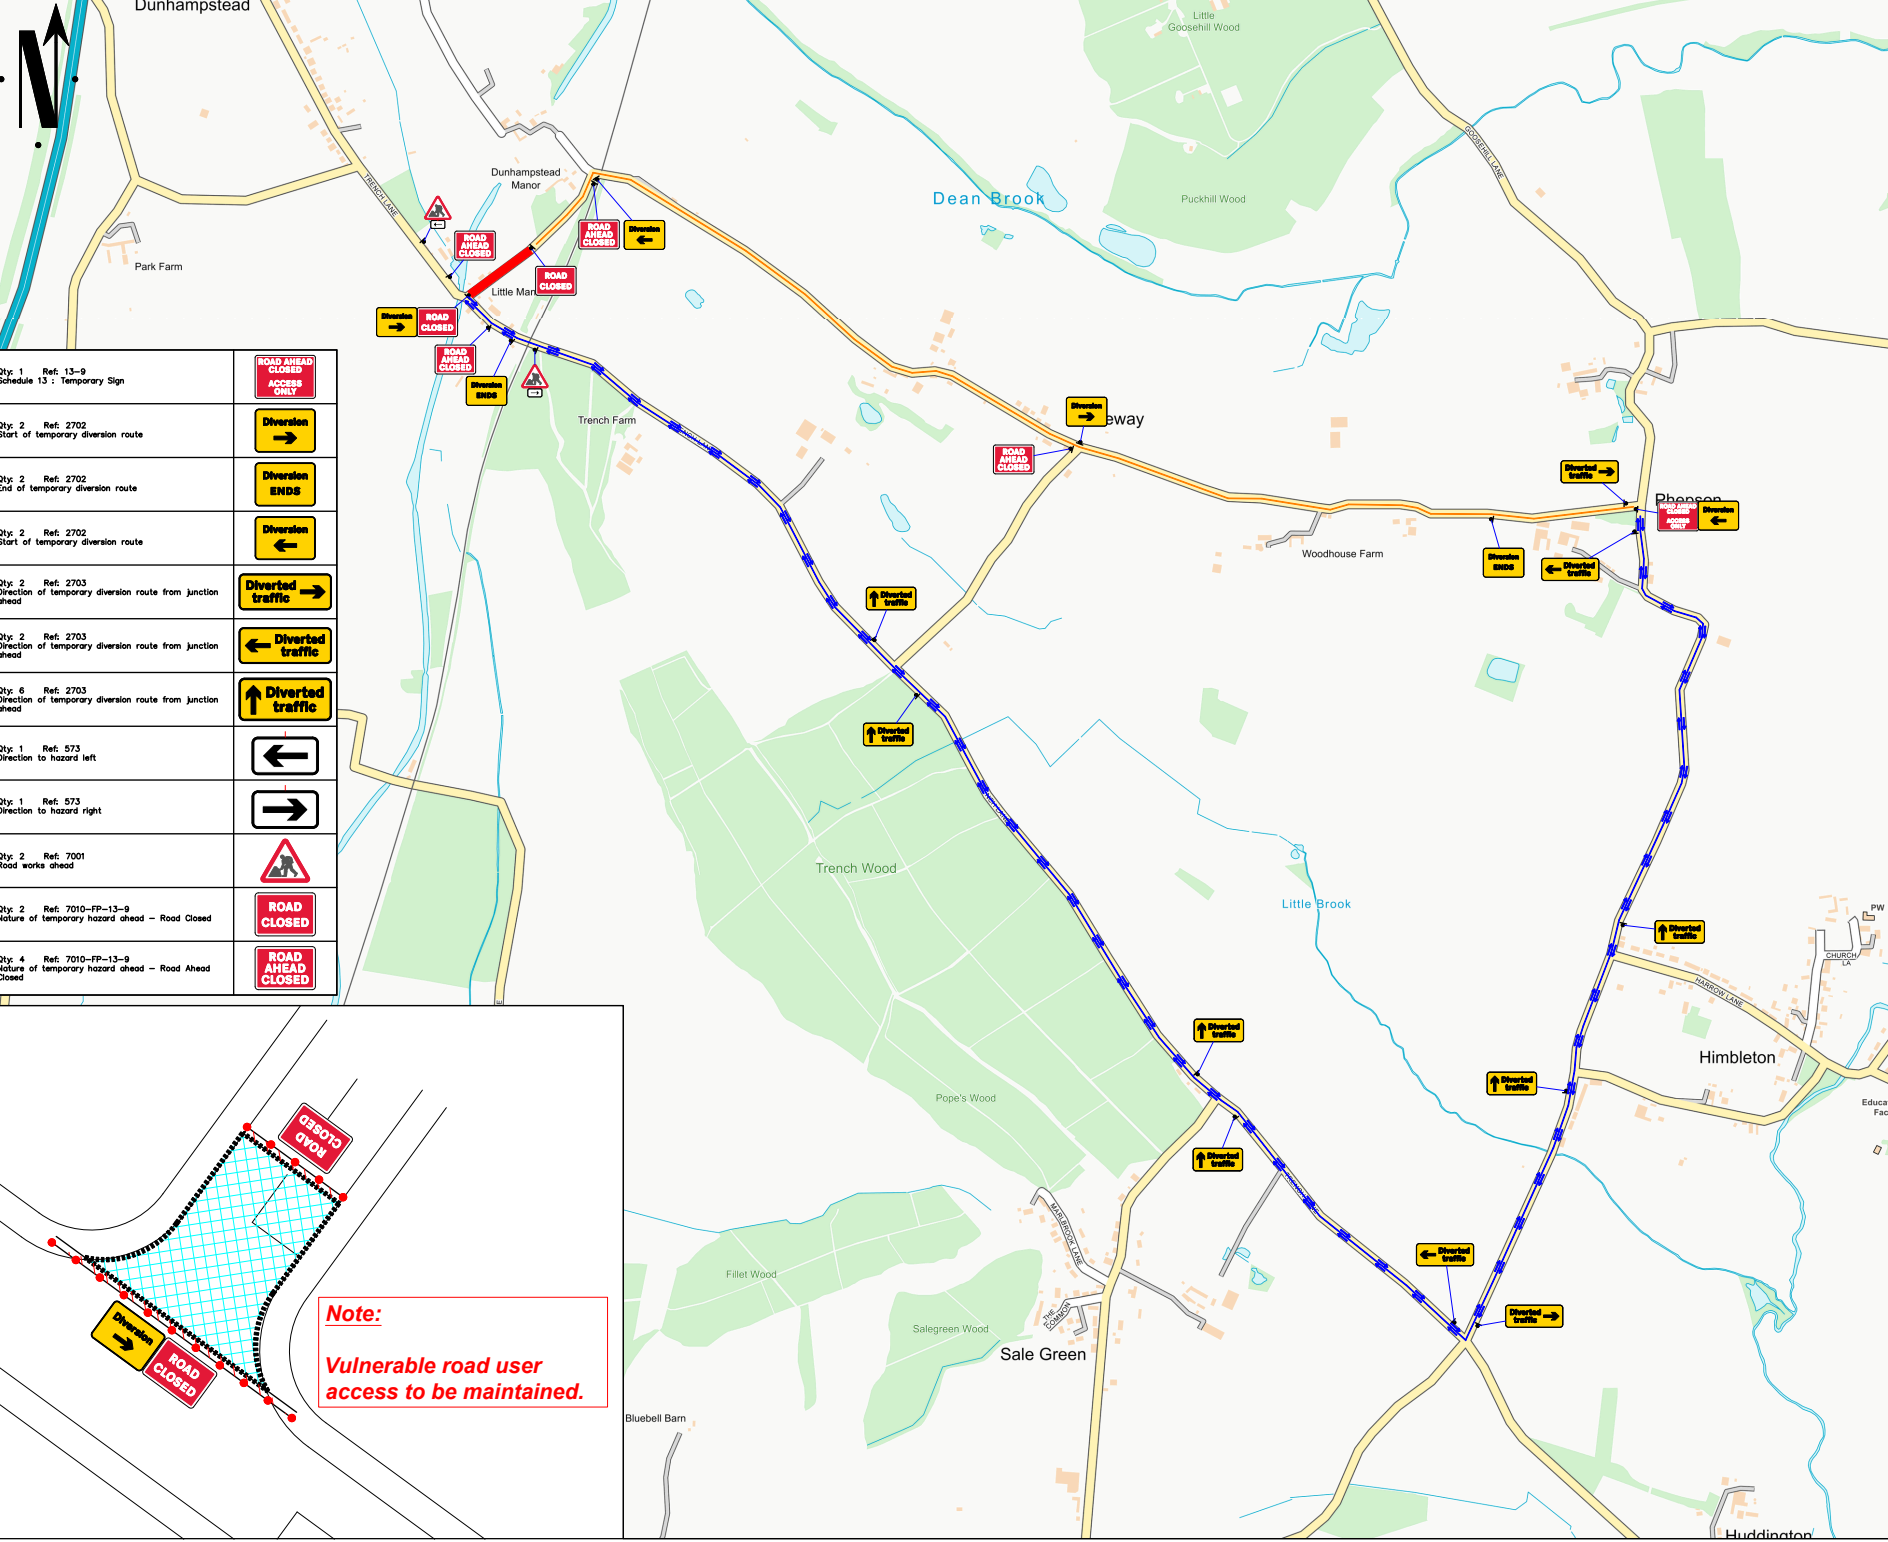 Dunhampstead
Little
Goosehill Wood
N
GOOSEHILL LANE
Dunhampstead
Manor
TRENCH LANE
Dean Brook
Puckhill Wood
ROAD
AHEAD
CLOSED
ROAD
AHEAD
CLOSED
Diversion
Park Farm
ROAD
CLOSED
Little Man
Diversion
ROAD
CLOSED
ROAD
AHEAD
CLOSED
Diversion
ENDS
Trench Farm
Diversion
eway
ROAD
AHEAD
CLOSED
Diverted
traffic
Phepson
ROAD AHEAD
CLOSED
ACCESS
ONLY
Diversion
Woodhouse Farm
Diversion
ENDS
Diverted
traffic
Diverted
traffic
Diverted
traffic
Trench Wood
Little Brook
PW
Diverted
traffic
CHURCH
LA
HARROW LANE
Diverted
traffic
Himbleton
Diverted
traffic
Pope's Wood
Educa
Fac
Diverted
traffic
MARLBROOK LANE
Diverted
traffic
Fillet Wood
THE
COMMON
Salegreen Wood
Sale Green
Diverted
traffic
Bluebell Barn
Huddington
Qty: 1 Ref: 13-9
Schedule 13 : Temporary Sign
ROAD AHEAD
CLOSED
ACCESS
ONLY
Qty: 2 Ref: 2702
Start of temporary diversion route
Diversion
Qty: 2 Ref: 2702
End of temporary diversion route
Diversion
ENDS
Qty: 2 Ref: 2702
Start of temporary diversion route
Diversion
Qty: 2 Ref: 2703
Direction of temporary diversion route from junction
ahead
Diverted
traffic
Qty: 2 Ref: 2703
Direction of temporary diversion route from junction
ahead
Diverted
traffic
Qty: 6 Ref: 2703
Direction of temporary diversion route from junction
ahead
Diverted
traffic
Qty: 1 Ref: 573
Direction to hazard left
Qty: 1 Ref: 573
Direction to hazard right
Qty: 2 Ref: 7001
Road works ahead
Qty: 2 Ref: 7010-FP-13-9
Nature of temporary hazard ahead - Road Closed
ROAD
CLOSED
Qty: 4 Ref: 7010-FP-13-9
Nature of temporary hazard ahead - Road Ahead
Closed
ROAD
AHEAD
CLOSED
ROAD
CLOSED
Diversion
ROAD
CLOSED
Note:
Vulnerable road user
access to be maintained.